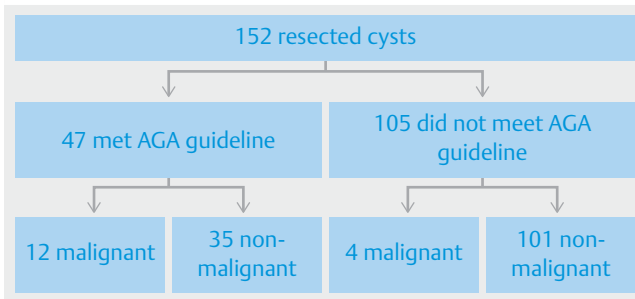 152 resected cysts
47 met AGA guideline
105 did not meet AGA
guideline
12 malignant
35 non-
malignant
4 malignant
101 non-
malignant